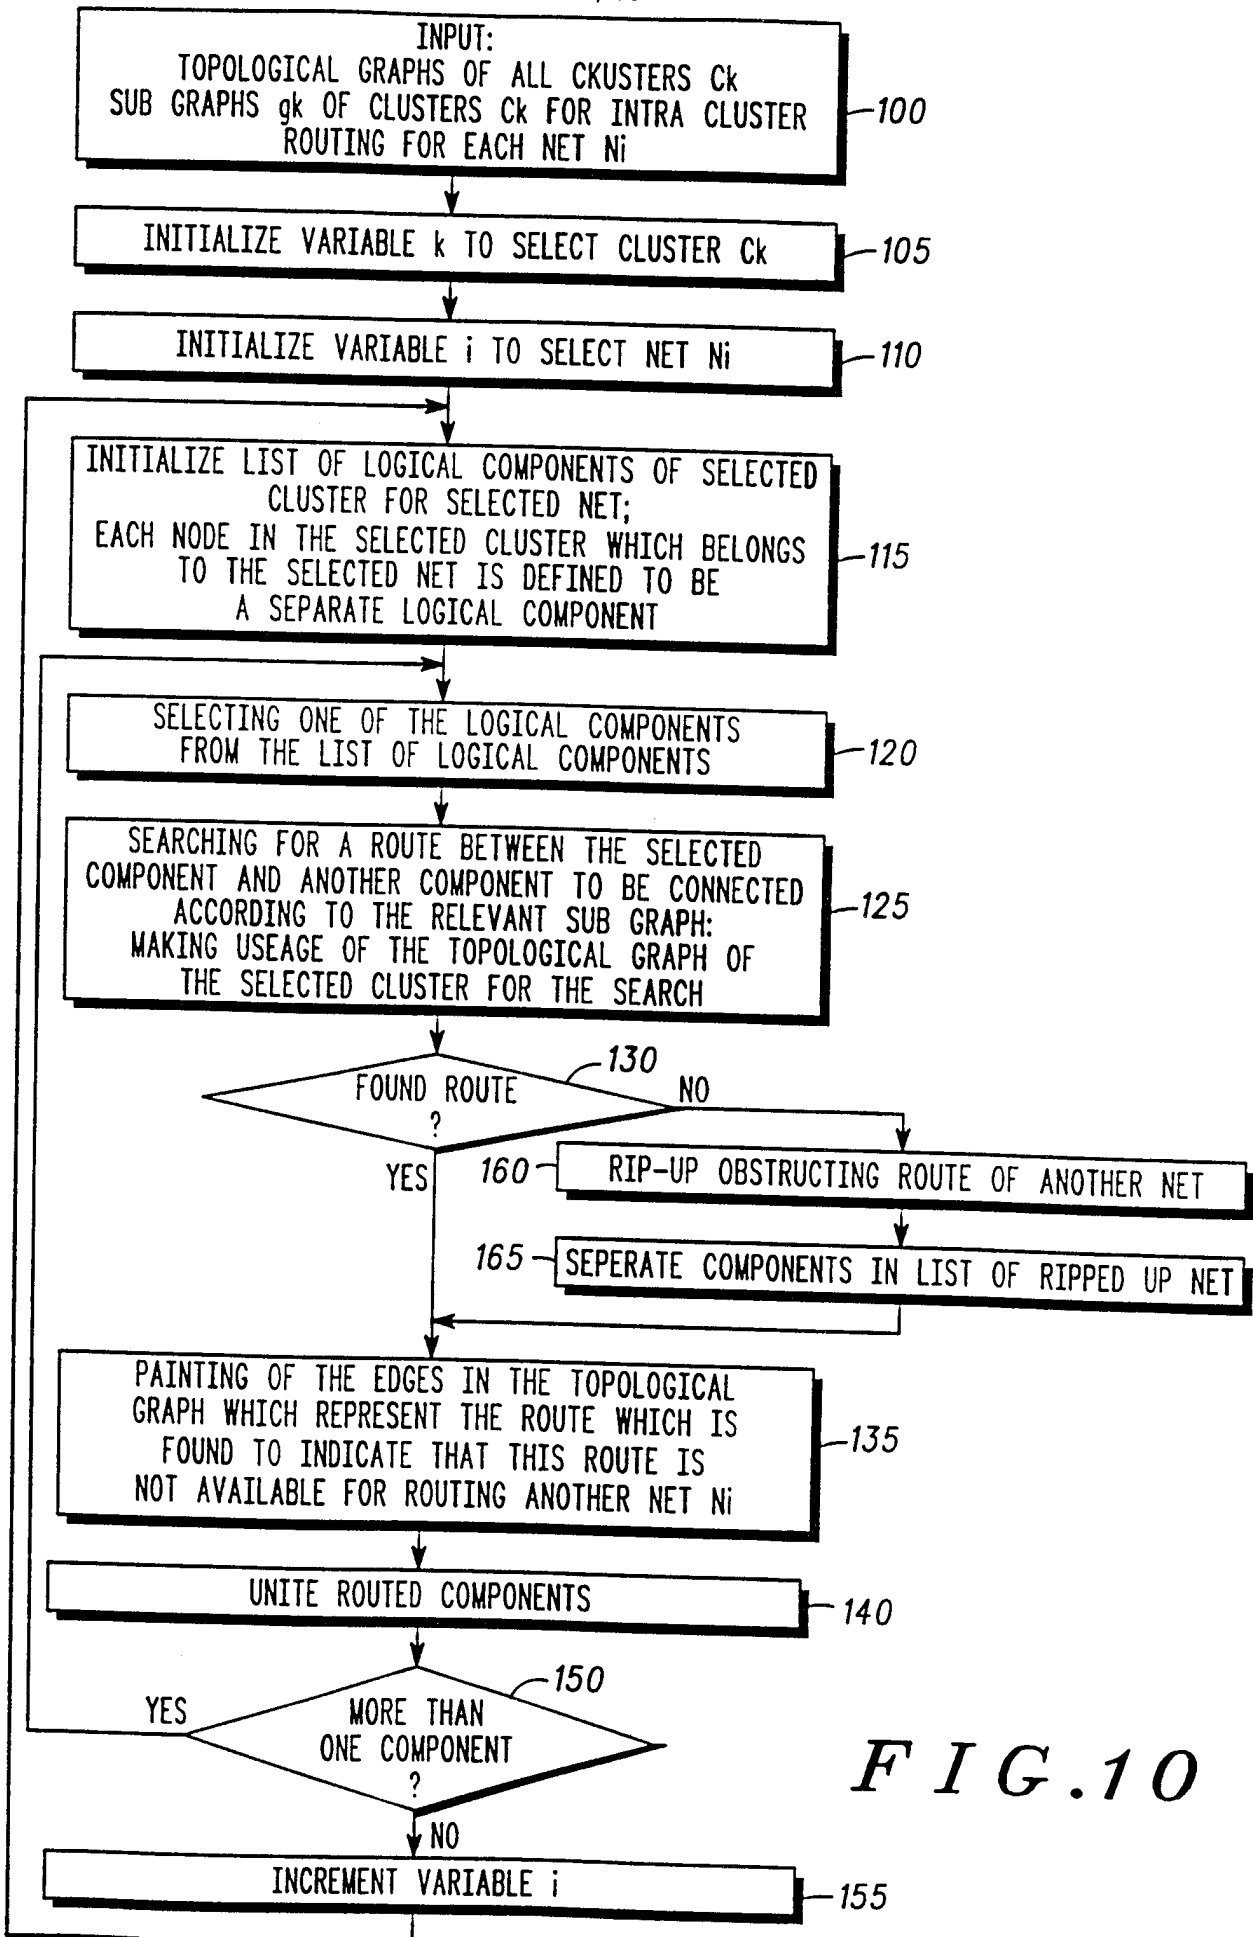 INPUT:
TOPOLOGICAL GRAPHS OF ALL CKUSTERS Ck
SUB GRAPHS gk OF CLUSTERS Ck FOR INTRA CLUSTER
ROUTING FOR EACH NET Ni
100
INITIALIZE VARIABLE k TO SELECT CLUSTER Ck
105
INITIALIZE VARIABLE i TO SELECT NET Ni
110
INITIALIZE LIST OF LOGICAL COMPONENTS OF SELECTED
CLUSTER FOR SELECTED NET;
EACH NODE IN THE SELECTED CLUSTER WHICH BELONGS
TO THE SELECTED NET IS DEFINED TO BE
A SEPARATE LOGICAL COMPONENT
115
SELECTING ONE OF THE LOGICAL COMPONENTS
FROM THE LIST OF LOGICAL COMPONENTS
120
SEARCHING FOR A ROUTE BETWEEN THE SELECTED
COMPONENT AND ANOTHER COMPONENT TO BE CONNECTED
ACCORDING TO THE RELEVANT SUB GRAPH:
MAKING USEAGE OF THE TOPOLOGICAL GRAPH OF
THE SELECTED CLUSTER FOR THE SEARCH
125
FOUND ROUTE
?
130
NO
YES
160
RIP-UP OBSTRUCTING ROUTE OF ANOTHER NET
165
SEPERATE COMPONENTS IN LIST OF RIPPED UP NET
PAINTING OF THE EDGES IN THE TOPOLOGICAL
GRAPH WHICH REPRESENT THE ROUTE WHICH IS
FOUND TO INDICATE THAT THIS ROUTE IS
NOT AVAILABLE FOR ROUTING ANOTHER NET Ni
135
UNITE ROUTED COMPONENTS
140
YES
MORE THAN
ONE COMPONENT
?
150
NO
INCREMENT VARIABLE i
155
FIG.10